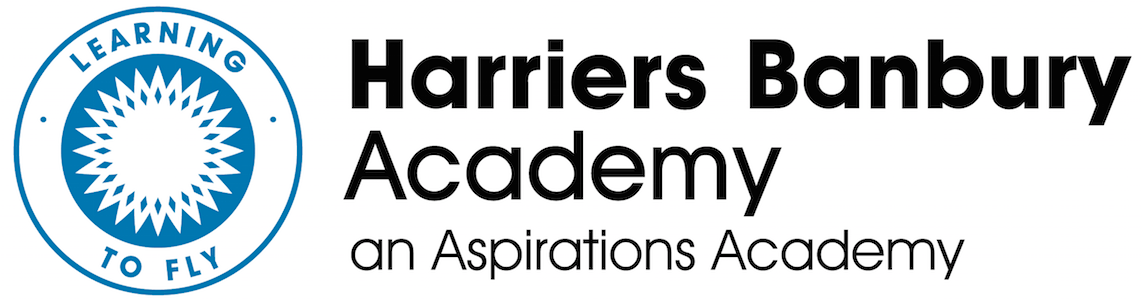 LEARNING
TO FLY
Harriers Banbury
Academy
an Aspirations Academy